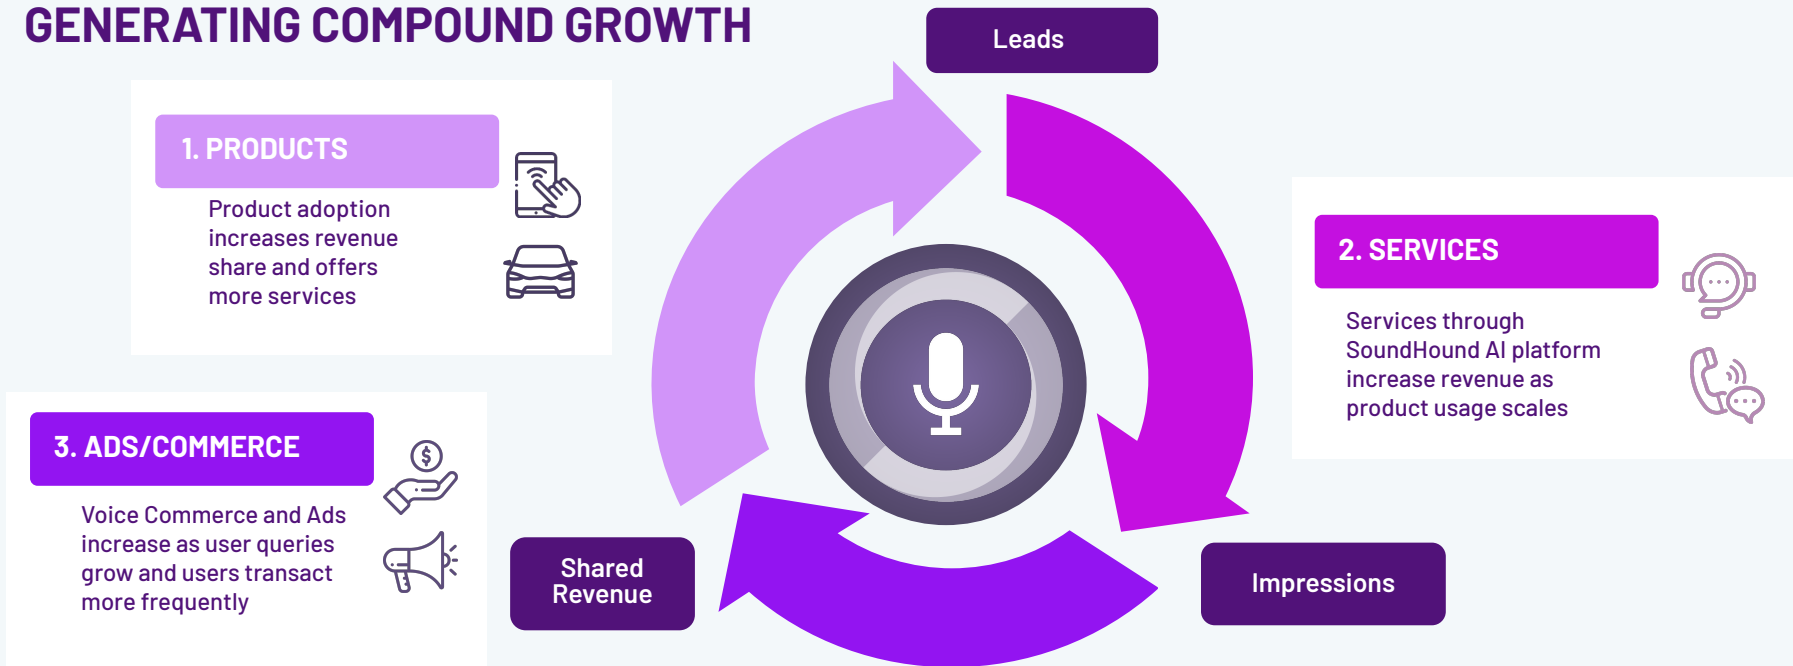 GENERATING COMPOUND GROWTH
Leads
1. PRODUCTS
Product adoption
increases revenue
share and offers
more services
2. SERVICES
Services through
SoundHound AI platform
increase revenue as
product usage scales
3. ADS/COMMERCE
Voice Commerce and Ads
increase as user queries
grow and users transact
more frequently
Shared
Revenue
Impressions
$